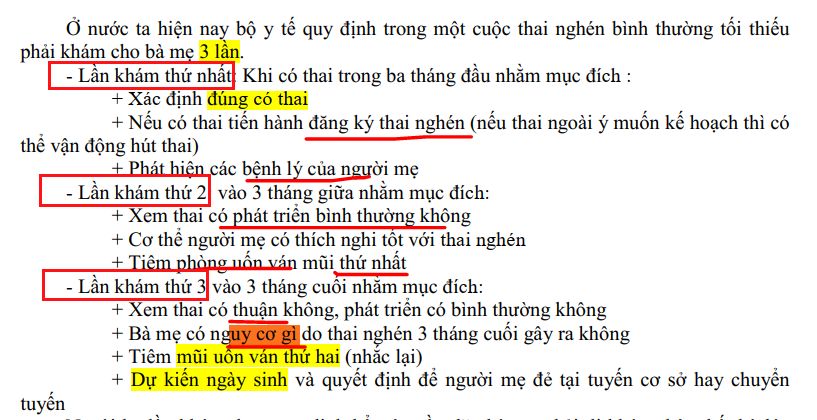 Ở nước ta hiện nay bộ y tế quy định trong một cuộc thai nghén bình thường tối thiếu
phải khám cho bà mẹ 3 lần.
- Lần khám thứ nhất: Khi có thai trong ba tháng đầu nhằm mục đích :
+ Xác định đúng có thai
+ Nếu có thai tiến hành đăng ký thai nghén (nếu thai ngoài ý muốn kế hoạch thì có
thể vận động hút thai)
+ Phát hiện các bệnh lý của người mẹ
- Lần khám thứ 2 vào 3 tháng giữa nhằm mục đích:
+ Xem thai có phát triển bình thường không
+ Cơ thể người mẹ có thích nghi tốt với thai nghén
+ Tiêm phòng uốn ván mũi thứ nhất
- Lần khám thứ 3 vào 3 tháng cuối nhằm mục đích:
+ Xem thai có thuận không, phát triển có bình thường không
+ Bà mẹ có nguy cơ gì do thai nghén 3 tháng cuối gây ra không
+ Tiêm mũi uốn ván thứ hai (nhắc lại)
+ Dự kiến ngày sinh và quyết định để người mẹ đẻ tại tuyến cơ sở hay chuyển
tuyến